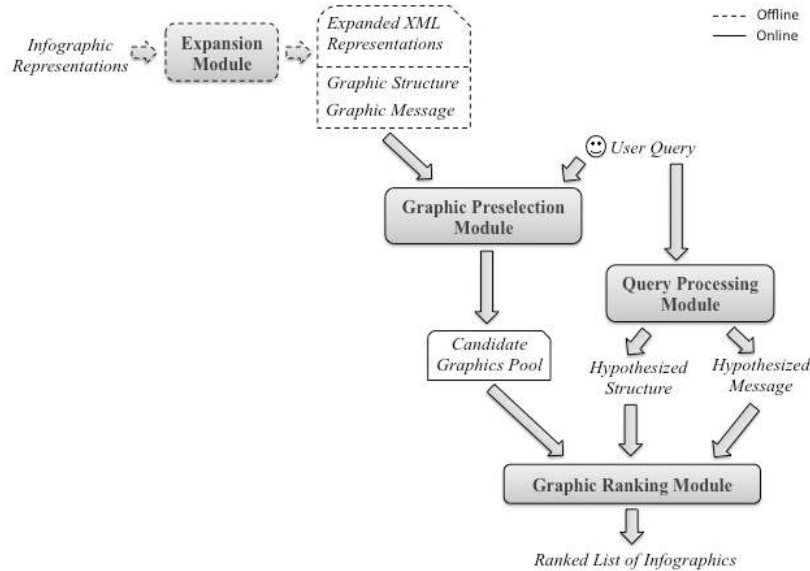 Offline
Online
Infographic
Representations
Expansion
Module
Expanded XML
Representations
Graphic Structure
Graphic Message
User Query
Graphic Preselection
Module
Query Processing
Module
Candidate
Graphics Pool
Hypothesized
Structure
Hypothesized
Message
Graphic Ranking Module
Ranked List of Infographics